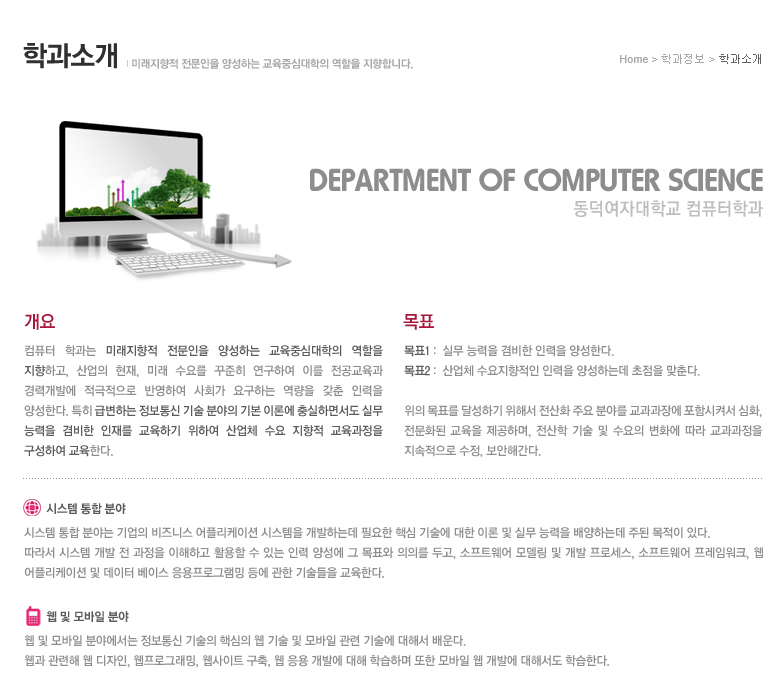 학과소개
미래지향적 전문인을 양성하는 교육중심대학의 역할을 지향합니다.
Home > 학과정보 > 학과소개
DEPARTMENT OF COMPUTER SCIENCE
동덕여자대학교 컴퓨터학과
개요
컴퓨터 학과는 미래지향적 전문인을 양성하는 교육중심대학의 역할을
지향하고, 산업의 현재, 미래 수요를 꾸준히 연구하여 이를 전공교육과
경력개발에 적극적으로 반영하여 사회가 요구하는 역량을 갖춘 인력을
양성한다. 특히 급변하는 정보통신 기술 분야의 기본 이론에 충실하면서도 실무
능력을 겸비한 인재를 교육하기 위하여 산업체 수요 지향적 교육과정을
구성하여 교육한다.
목표
목표1 : 실무 능력을 겸비한 인력을 양성한다.
목표2 : 산업체 수요지향적인 인력을 양성하는데 초점을 맞춘다.
위의 목표를 달성하기 위해서 전산화 주요 분야를 교과과장에 포함시켜서 심화,
전문화된 교육을 제공하며, 전산학 기술 및 수요의 변화에 따라 교과과정을
지속적으로 수정, 보안해간다.
시스템 통합 분야
시스템 통합 분야는 기업의 비즈니스 어플리케이션 시스템을 개발하는데 필요한 핵심 기술에 대한 이론 및 실무 능력을 배양하는데 주된 목적이 있다.
따라서 시스템 개발 전 과정을 이해하고 활용할 수 있는 인력 양성에 그 목표와 의의를 두고, 소프트웨어 모델링 및 개발 프로세스, 소프트웨어 프레임워크, 웹
어플리케이션 및 데이터 베이스 응용프로그램밍 등에 관한 기술들을 교육한다.
웹 및 모바일 분야
웹 및 모바일 분야에서는 정보통신 기술의 핵심의 웹 기술 및 모바일 관련 기술에 대해서 배운다.
웹과 관련해 웹 디자인, 웹프로그래밍, 웹사이트 구축, 웹 응용 개발에 대해 학습하며 또한 모바일 웹 개발에 대해서도 학습한다.